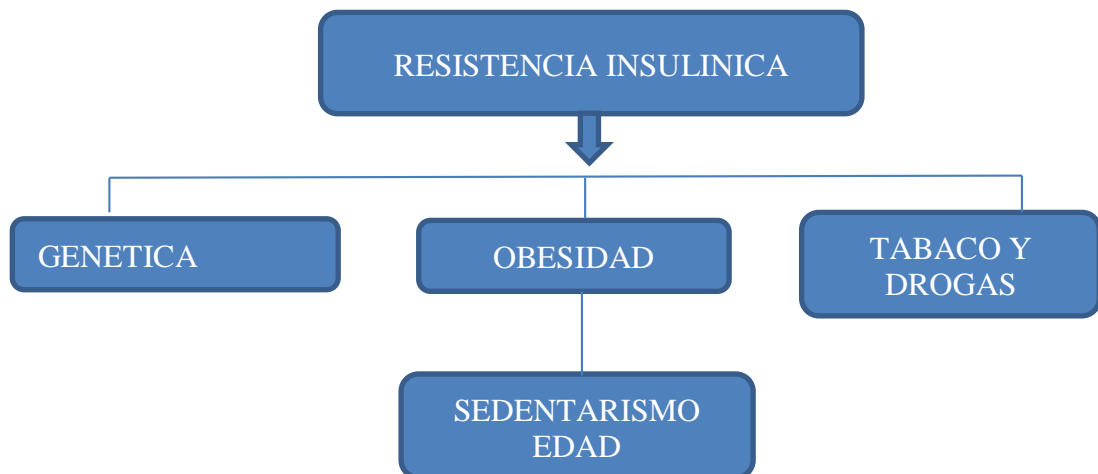 RESISTENCIA INSULINICA
GENETICA
OBESIDAD
TABACO Y
DROGAS
SEDENTARISMO
EDAD